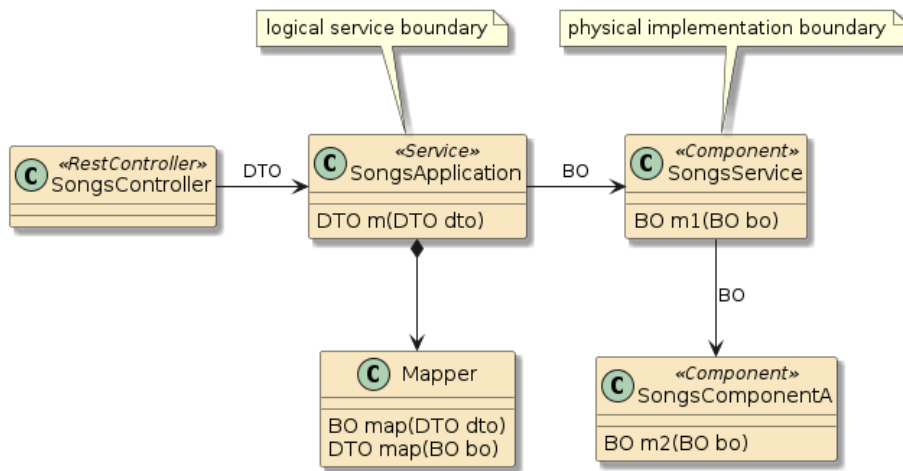 logical service boundary
physical implementation boundary
C
«RestController»
SongsController
DTO
C
«Service»
SongsApplication
DTO m(DTO dto)
BO
C
«Component»
SongsService
BO m1(BO bo)
BO
C
Mapper
BO map(DTO dto)
DTO map(BO bo)
C
«Component»
SongsComponentA
BO m2(BO bo)